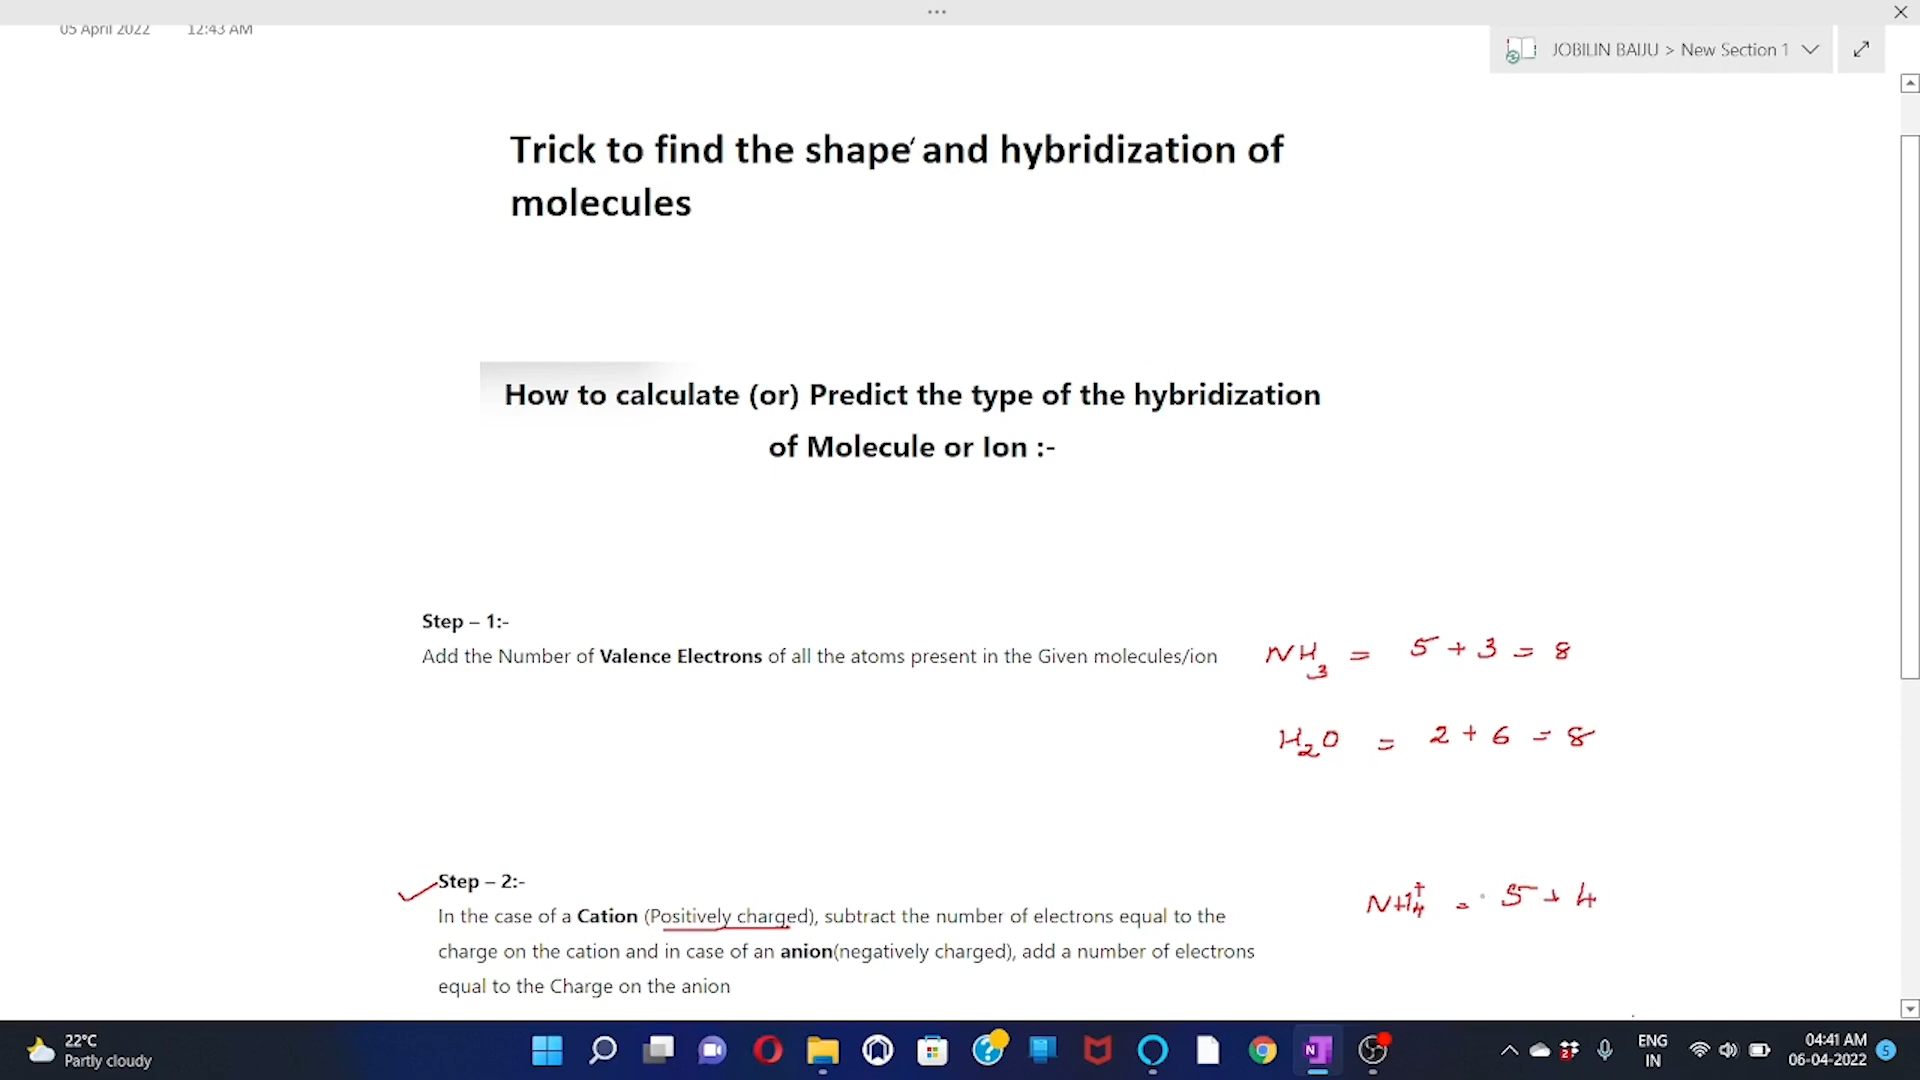 05 April 2022 12:43 AM
JOBILIN BAIJU > New Section 1
Trick to find the shape and hybridization of
molecules
How to calculate (or) Predict the type of the hybridization
of Molecule or Ion :-
Step – 1:-
Add the Number of Valence Electrons of all the atoms present in the Given molecules/ion
NH3 = 5 + 3 = 8
H2O = 2 + 6 = 8
Step – 2:-
In the case of a Cation (Positively charged), subtract the number of electrons equal to the
charge on the cation and in case of an anion(negatively charged), add a number of electrons
equal to the Charge on the anion
NH4+ = 5 + 4
22°C
Partly cloudy
ENG
IN
04:41 AM
06-04-2022
5